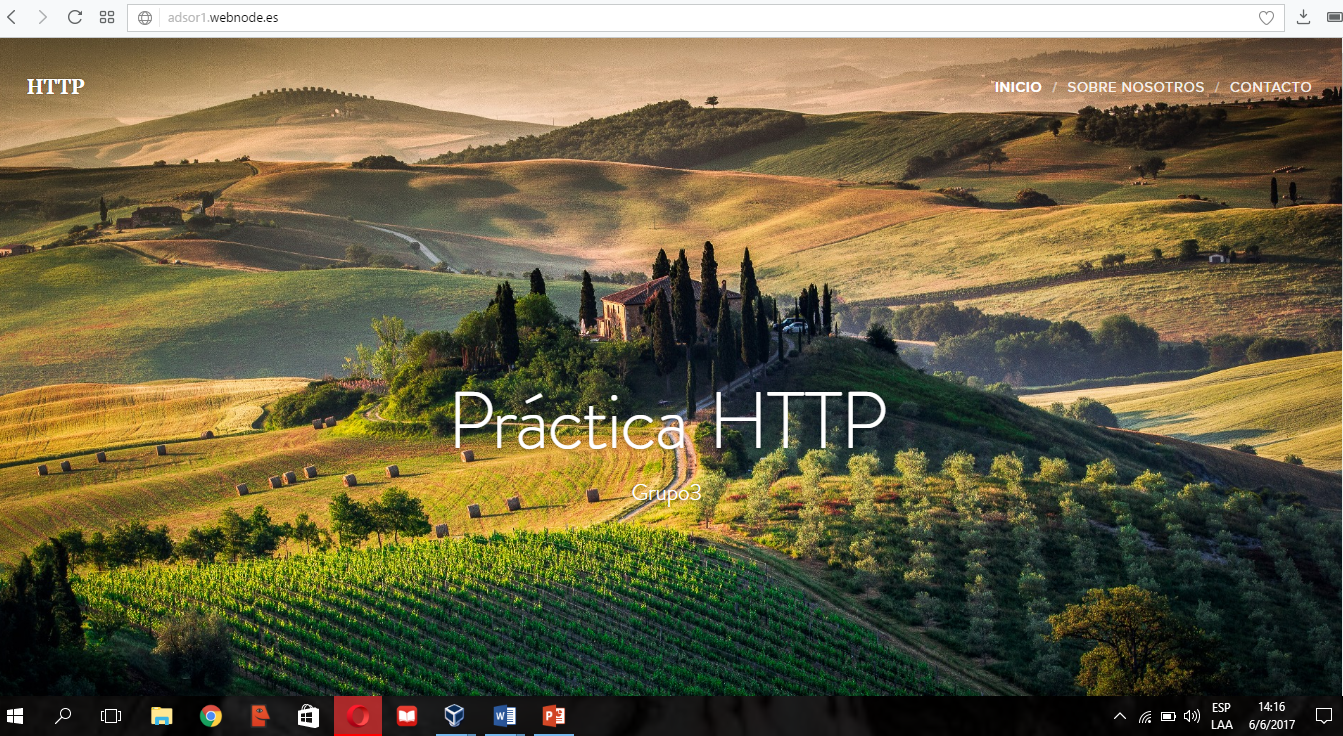 adsor1.webnode.es
HTTP
INICIO / SOBRE NOSOTROS / CONTACTO
Práctica HTTP
Grupo3
ESP
LAA
14:16
6/6/2017